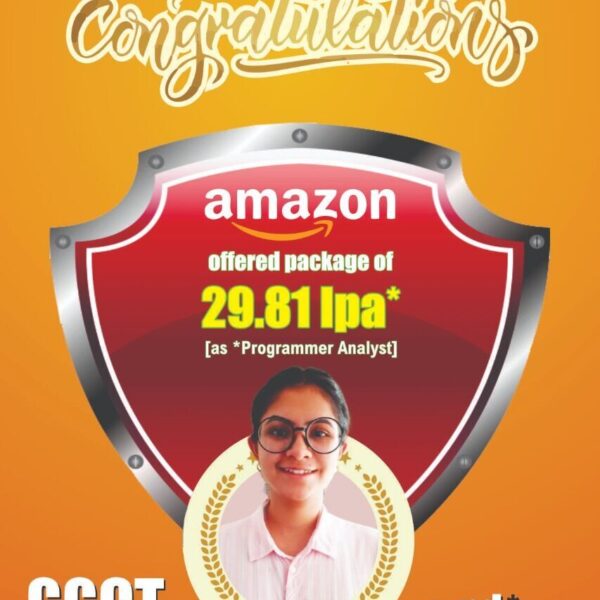 Congratulations
amazon
offered package of
29.81 lpa*
[as *Programmer Analyst]